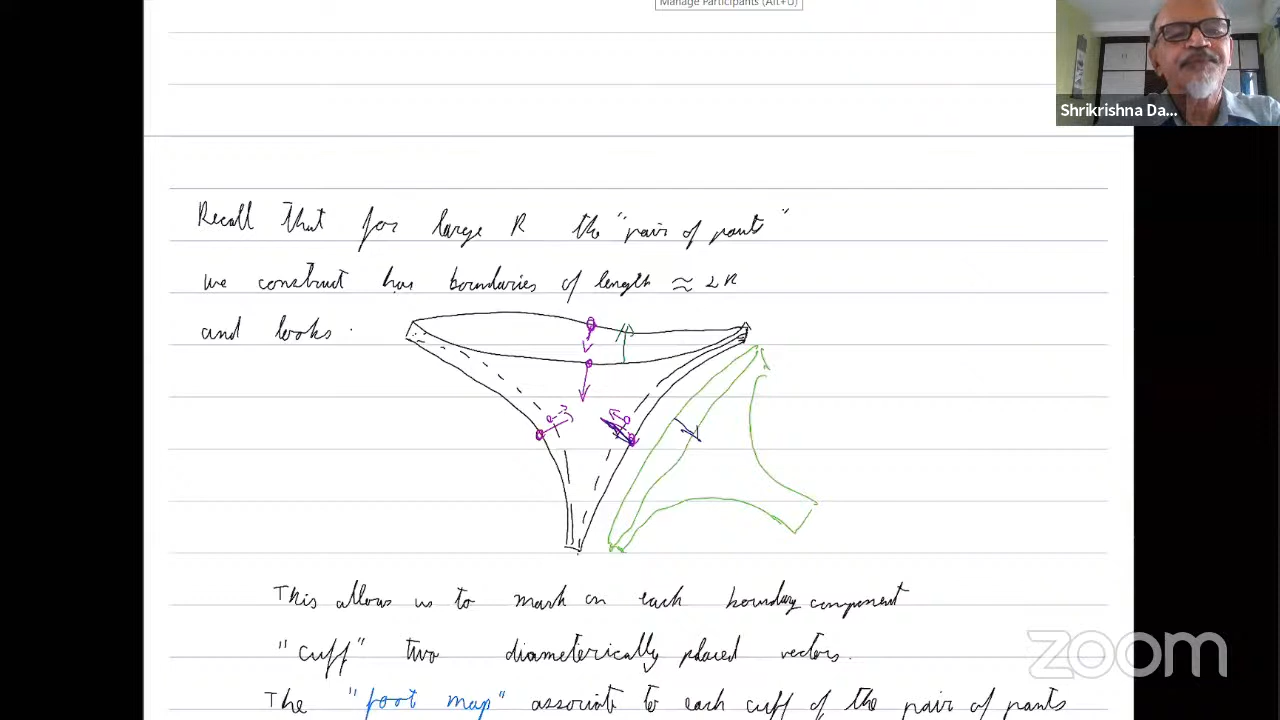 Manage Participants (Alt+U)
Shrikrishna Da...
Recall that for large R the "pair of pants"
we construct has boundaries of length ≈ 2R
and looks.
This allows us to mark on each boundary component
"cuff" two diameterically placed vectors.
The "foot map" associate to each cuff of the pair of pants
zoom